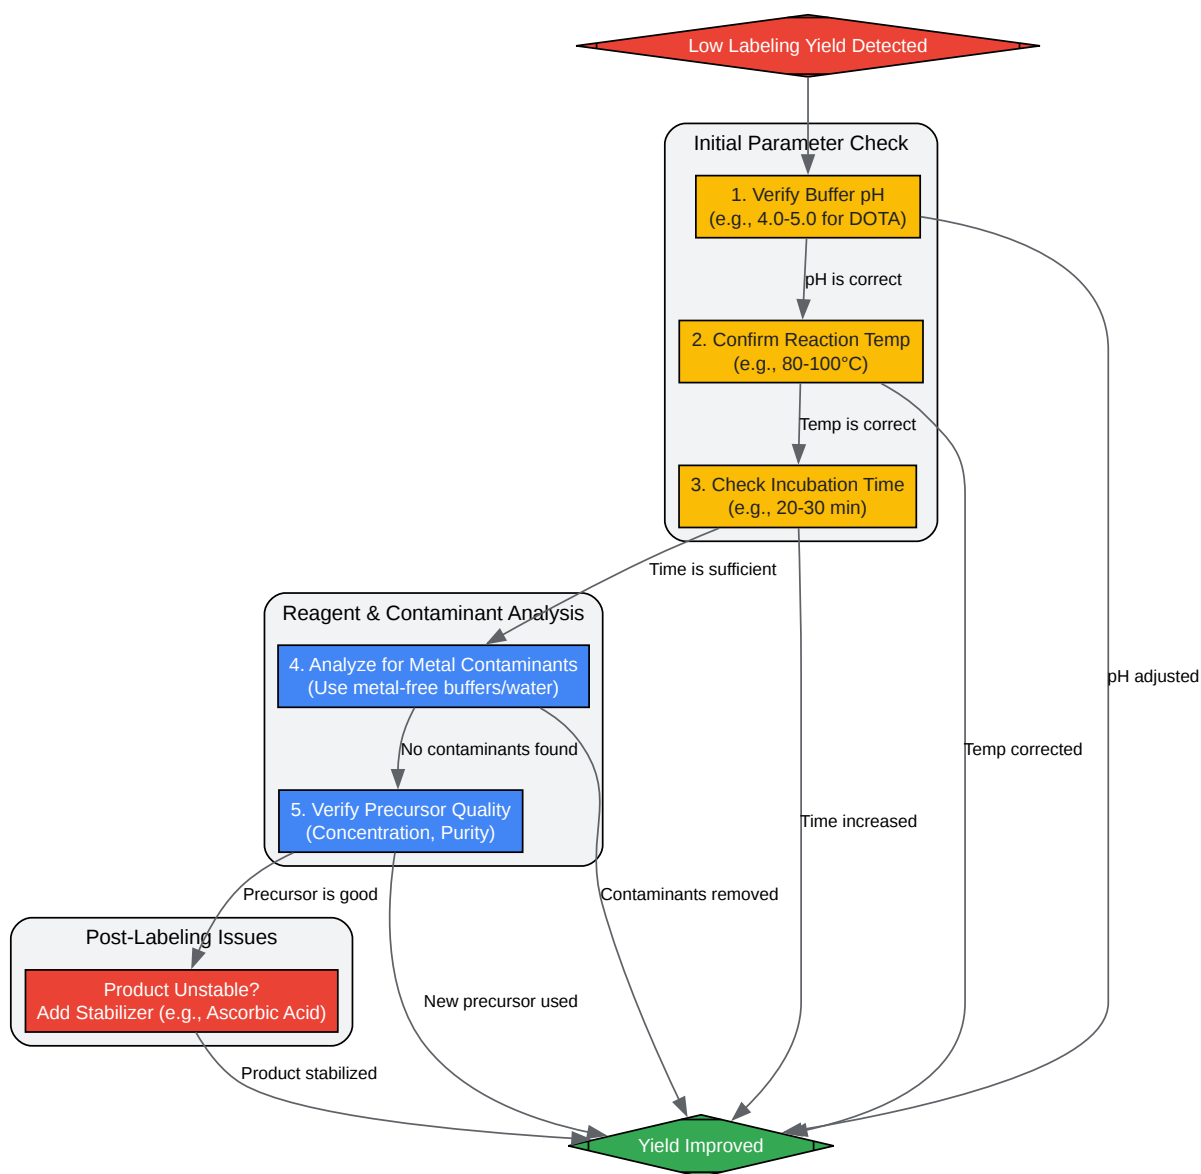 Low Labeling Yield Detected
Initial Parameter Check
1. Verify Buffer pH
(e.g., 4.0-5.0 for DOTA)
pH is correct
2. Confirm Reaction Temp
(e.g., 80-100°C)
Temp is correct
3. Check Incubation Time
(e.g., 20-30 min)
Time is sufficient
Reagent & Contaminant Analysis
4. Analyze for Metal Contaminants
(Use metal-free buffers/water)
pH adjusted
No contaminants found
Temp corrected
5. Verify Precursor Quality
(Concentration, Purity)
Time increased
Precursor is good
Contaminants removed
Post-Labeling Issues
Product Unstable?
Add Stabilizer (e.g., Ascorbic Acid)
New precursor used
Product stabilized
Yield Improved